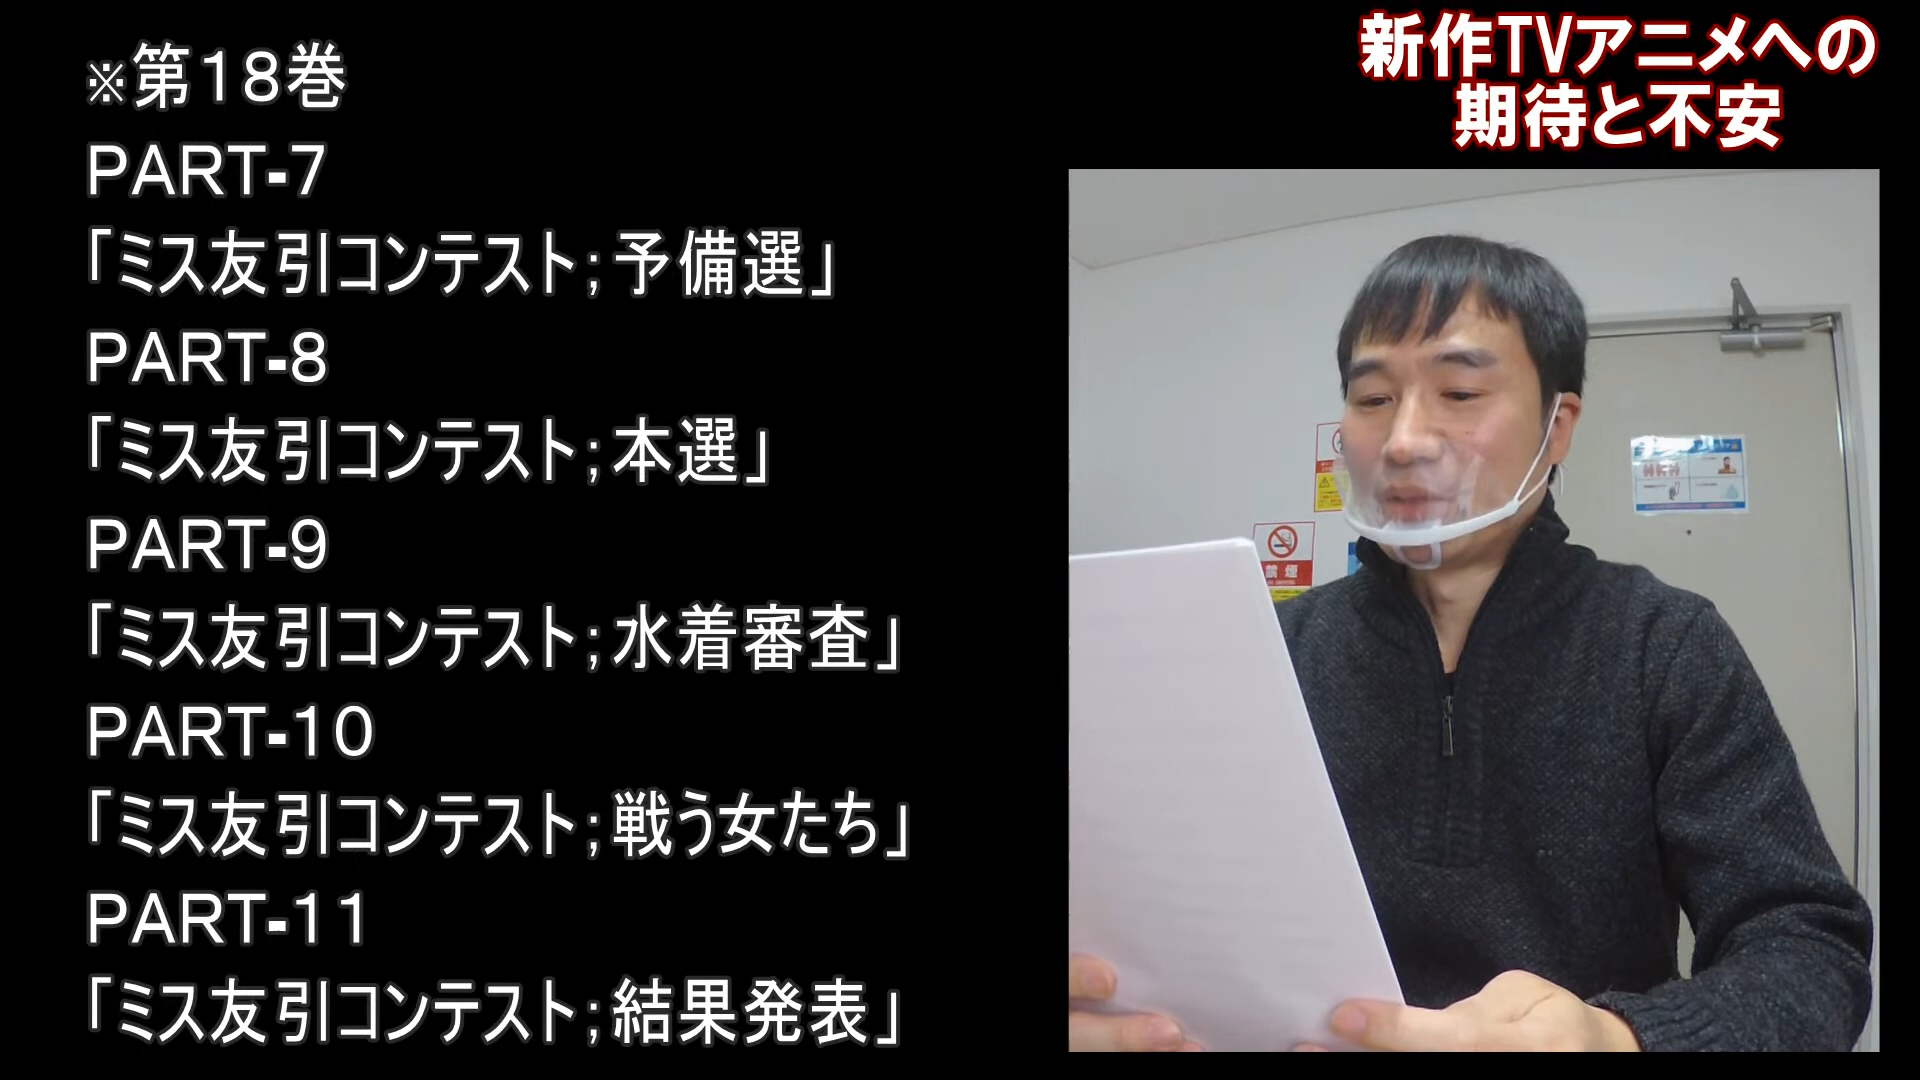 ※第18巻
PART-7
「ミス友引コンテスト;予備選」
PART-8
「ミス友引コンテスト;本選」
PART-9
「ミス友引コンテスト;水着審査」
PART-10
「ミス友引コンテスト;戦う女たち」
PART-11
「ミス友引コンテスト;結果発表」
新作TVアニメへの
期待と不安
禁煙